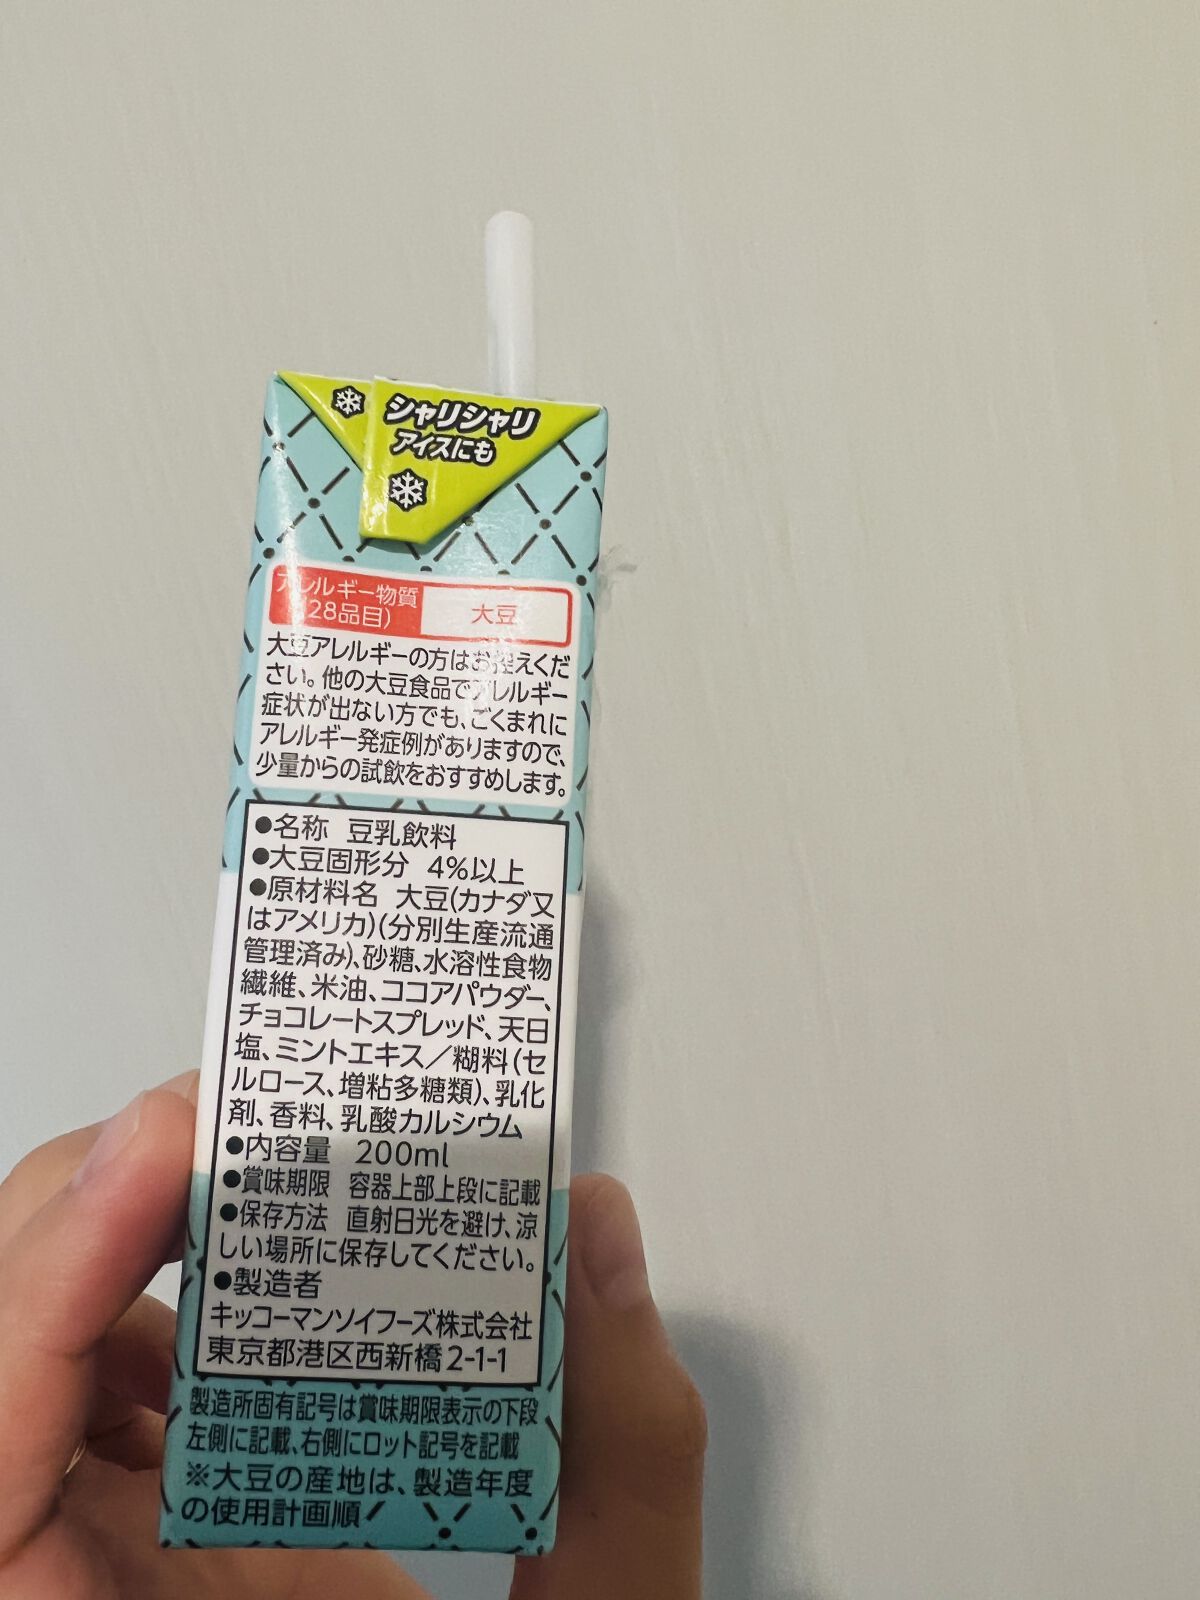 シャリシャリ
アイスにも
アレルギー物質
(28品目)
大豆
大豆アレルギーの方はお控えくだ
さい。他の大豆食品でアレルギー
症状が出ない方でも、ごくまれに
アレルギー発症例がありますので、
少量からの試飲をおすすめします。
●名称 豆乳飲料
●大豆固形分 4%以上
●原材料名 大豆(カナダ又
はアメリカ)(分別生産流通
管理済み)、砂糖、水溶性食物
繊維、米油、ココアパウダー、
チョコレートスプレッド、天日
塩、ミントエキス／糊料(セ
ルロース、増粘多糖類)、乳化
剤、香料、乳酸カルシウム
●内容量 200ml
●賞味期限 容器上部上段に記載
●保存方法 直射日光を避け、涼
しい場所に保存してください。
●製造者
キッコーマンソイフーズ株式会社
東京都港区西新橋2-1-1
製造所固有記号は賞味期限表示の下段
左側に記載、右側にロット記号を記載
※大豆の産地は、製造年度
の使用計画順